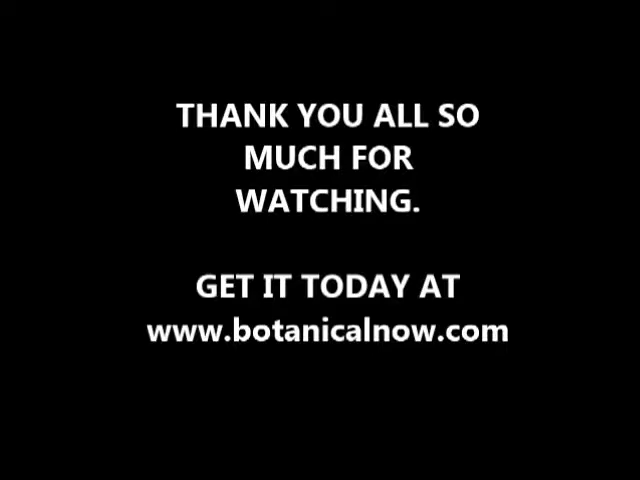 THANK YOU ALL SO
MUCH FOR
WATCHING.
GET IT TODAY AT
www.botanicalnow.com